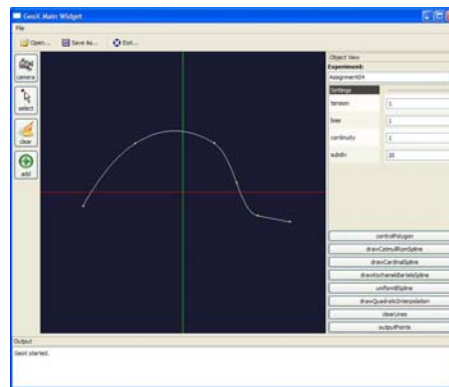 GeoX Main Widget
File
Open... Save As... Exit...
camera
select
clear
add
Object View
Experiment:
Assignment04
Settings
tension 1
bias 1
continuity 1
subdiv 20
controlPolygon
drawCatmullRomSpline
drawCardinalSpline
drawKochanekBartelsSpline
uniformBSpline
drawQuadraticInterpolation
clearLines
outputPoints
Output
GeoX started.